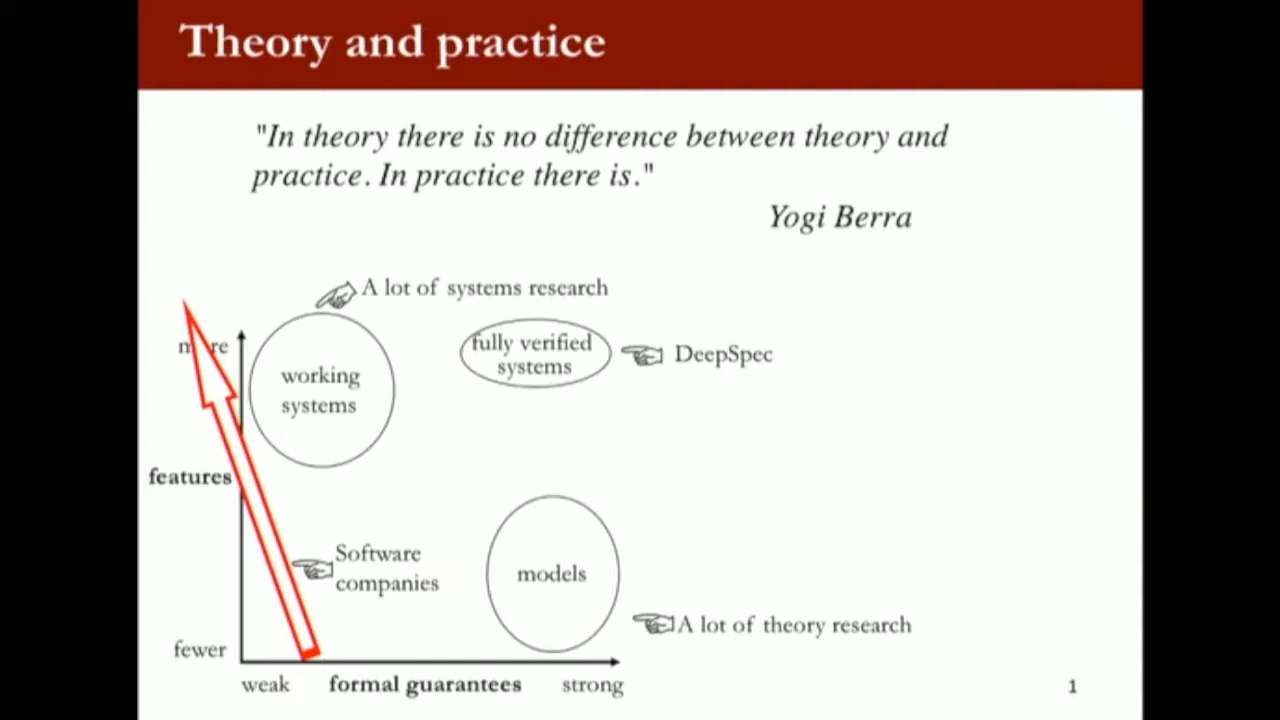 Theory and practice
"In theory there is no difference between theory and
practice. In practice there is."
Yogi Berra
A lot of systems research
fully verified
systems
DeepSpec
working
systems
features
Software
companies
models
A lot of theory research
fewer
weak
formal guarantees
strong
1